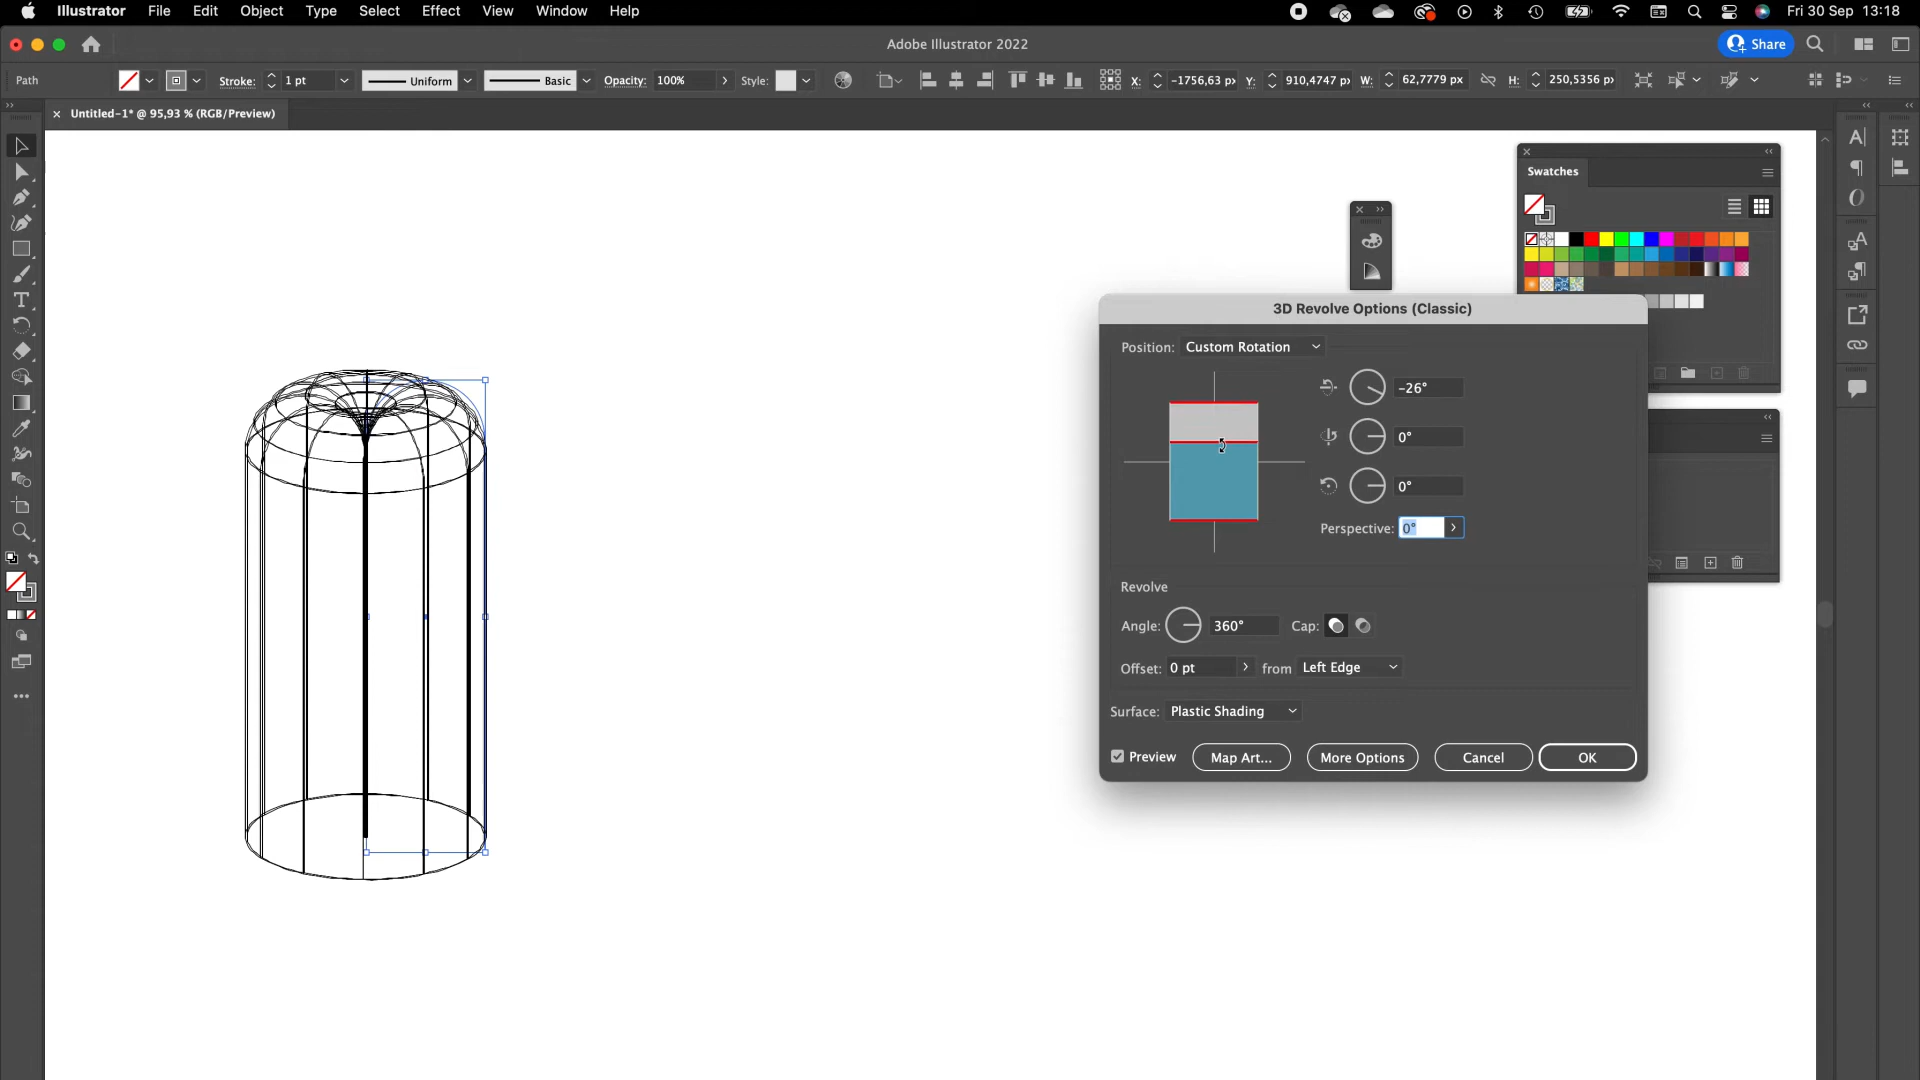 Illustrator File Edit Object Type Select Effect View Window Help Fri 30 Sep 13:18
Adobe Illustrator 2022 Share
Path Stroke: 1 pt Uniform Basic Opacity: 100% Style: X: -1756,63 p Y: 910,4747 p W: 62,7779 px H: 250,5356 p
Untitled-1* @ 95,93 % (RGB/Preview)
Swatches
3D Revolve Options (Classic)
Position: Custom Rotation
-26°
0°
0°
Perspective: 0°
Revolve
Angle: 360° Cap:
Offset: 0 pt from Left Edge
Surface: Plastic Shading
Preview Map Art... More Options Cancel OK